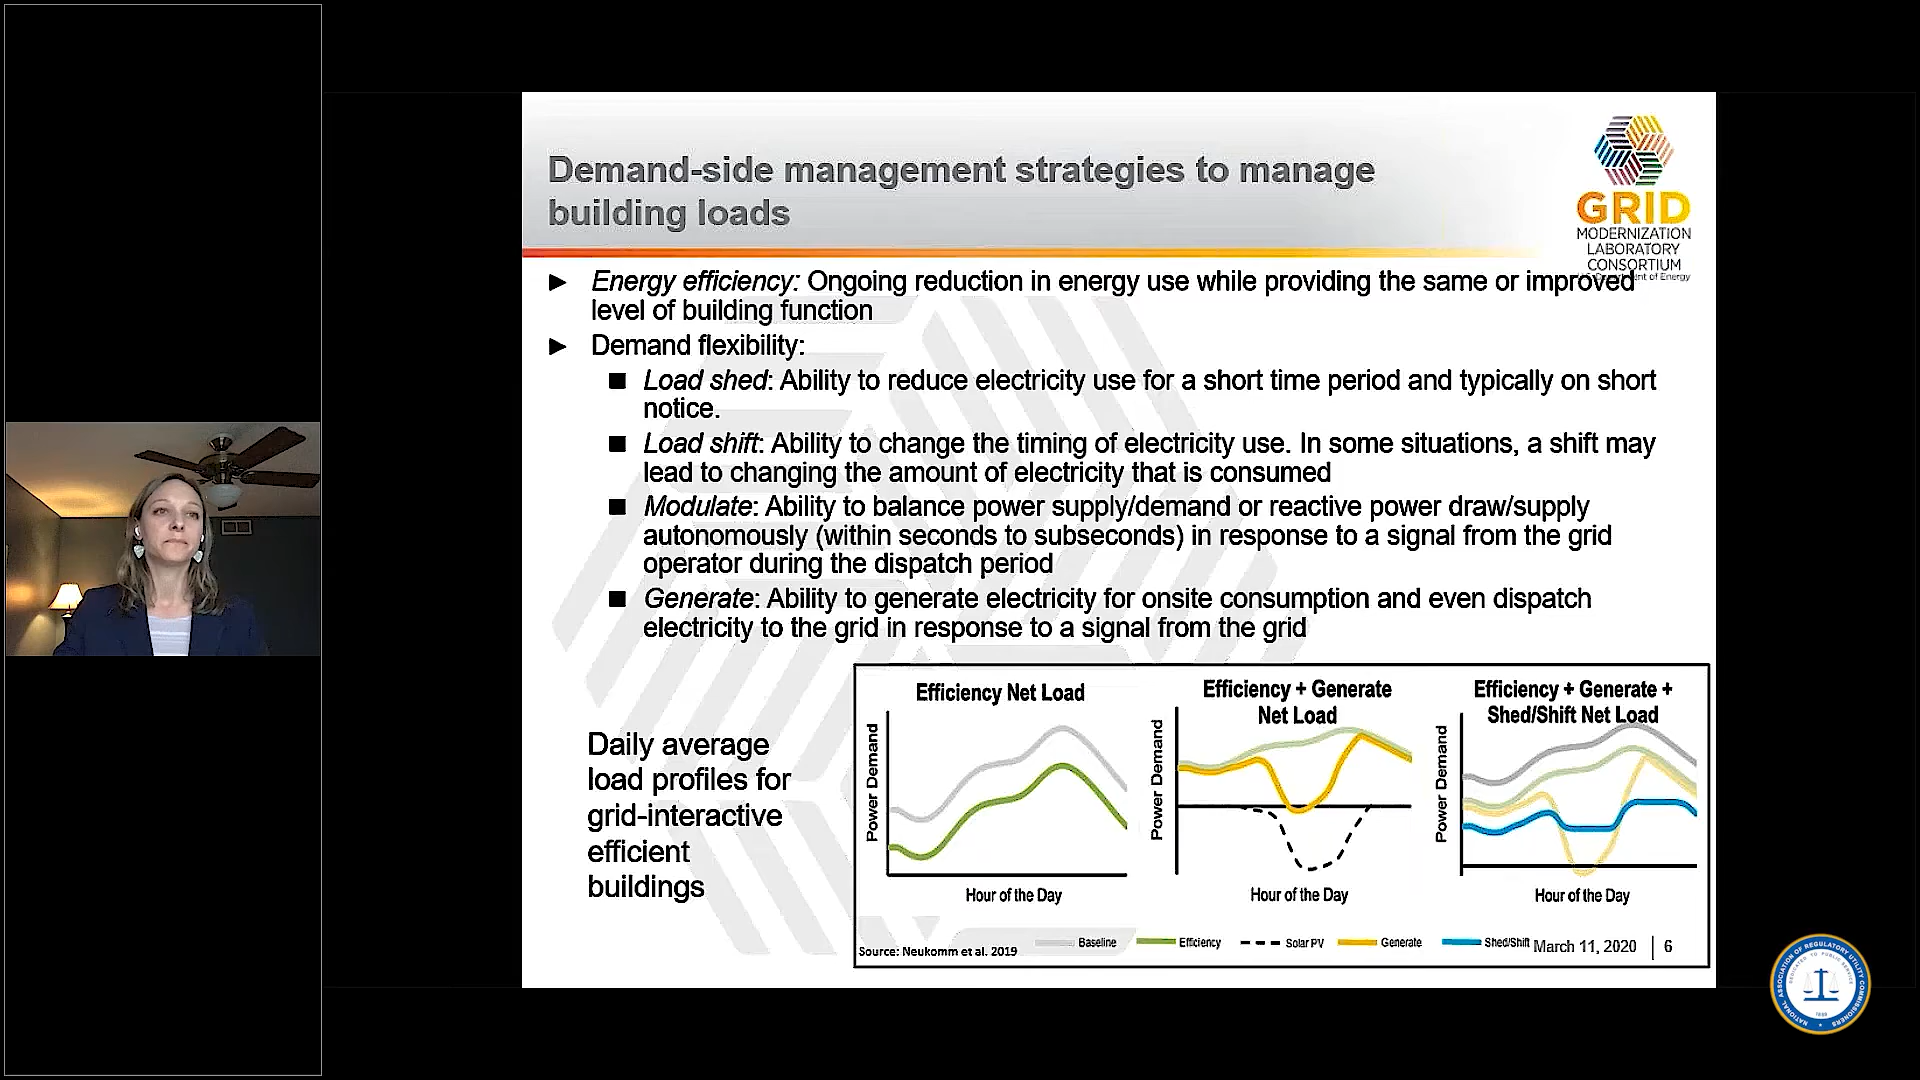 Demand-side management strategies to manage
building loads
GRID
MODERNIZATION
LABORATORY
CONSORTIUM
U.S. Department of Energy
► Energy efficiency: Ongoing reduction in energy use while providing the same or improved
level of building function
► Demand flexibility:
■ Load shed: Ability to reduce electricity use for a short time period and typically on short
notice.
■ Load shift: Ability to change the timing of electricity use. In some situations, a shift may
lead to changing the amount of electricity that is consumed
■ Modulate: Ability to balance power supply/demand or reactive power draw/supply
autonomously (within seconds to subseconds) in response to a signal from the grid
operator during the dispatch period
■ Generate: Ability to generate electricity for onsite consumption and even dispatch
electricity to the grid in response to a signal from the grid
Daily average
load profiles for
grid-interactive
efficient
buildings
Efficiency Net Load
Power Demand
Hour of the Day
Efficiency + Generate
Net Load
Power Demand
Hour of the Day
Efficiency + Generate +
Shed/Shift Net Load
Power Demand
Hour of the Day
Source: Neukomm et al. 2019
Baseline
Efficiency
Solar PV
Generate
Shed/Shift
March 11, 2020 | 6
NATIONAL ASSOCIATION OF REGULATORY UTILITY COMMISSIONERS